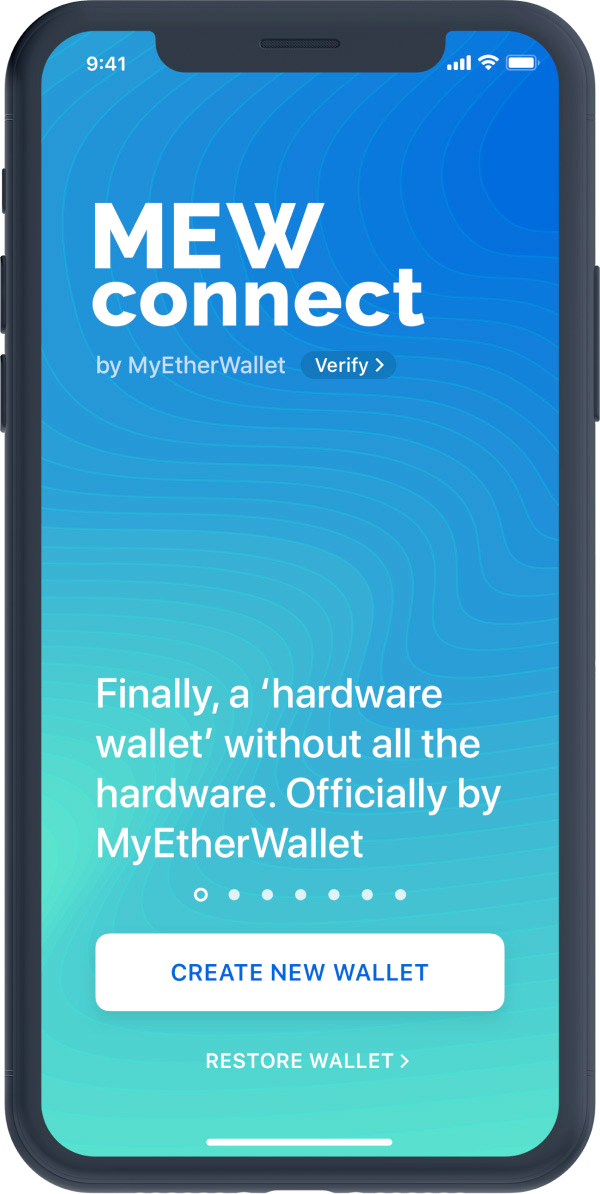 9:41
MEW
connect
by MyEtherWallet Verify >
Finally, a ‘hardware
wallet’ without all the
hardware. Officially by
MyEtherWallet
CREATE NEW WALLET
RESTORE WALLET >